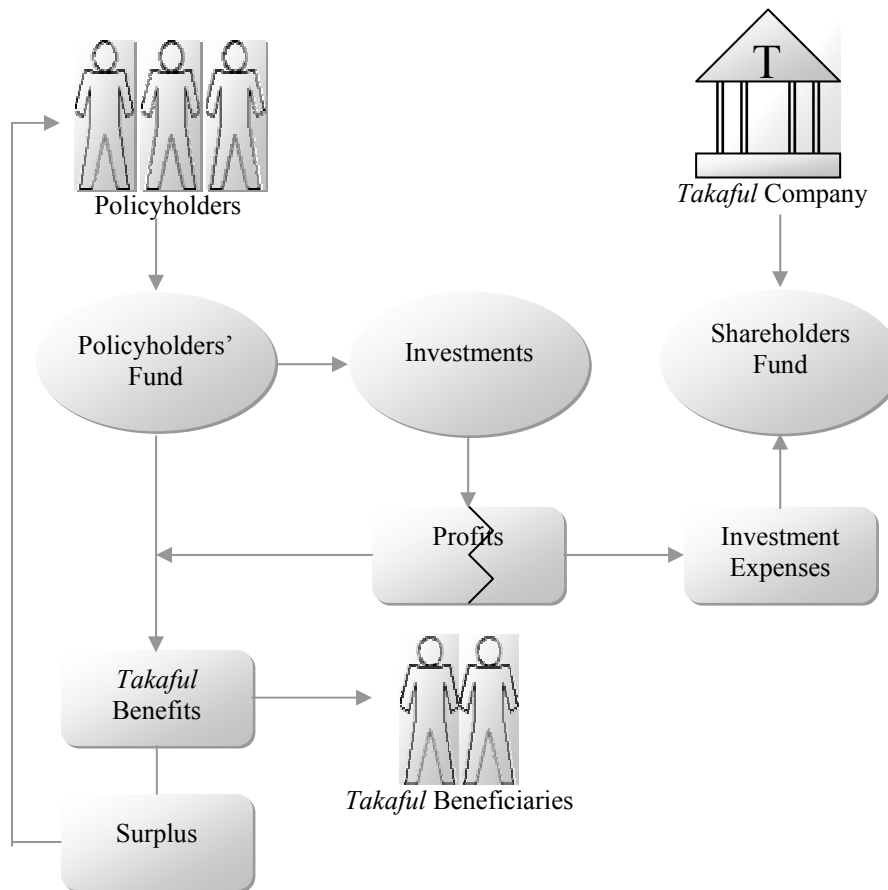 T
Policyholders
Takaful Company
Policyholders’
Fund
Investments
Shareholders
Fund
Profits
Investment
Expenses
Takaful
Benefits
Takaful Beneficiaries
Surplus